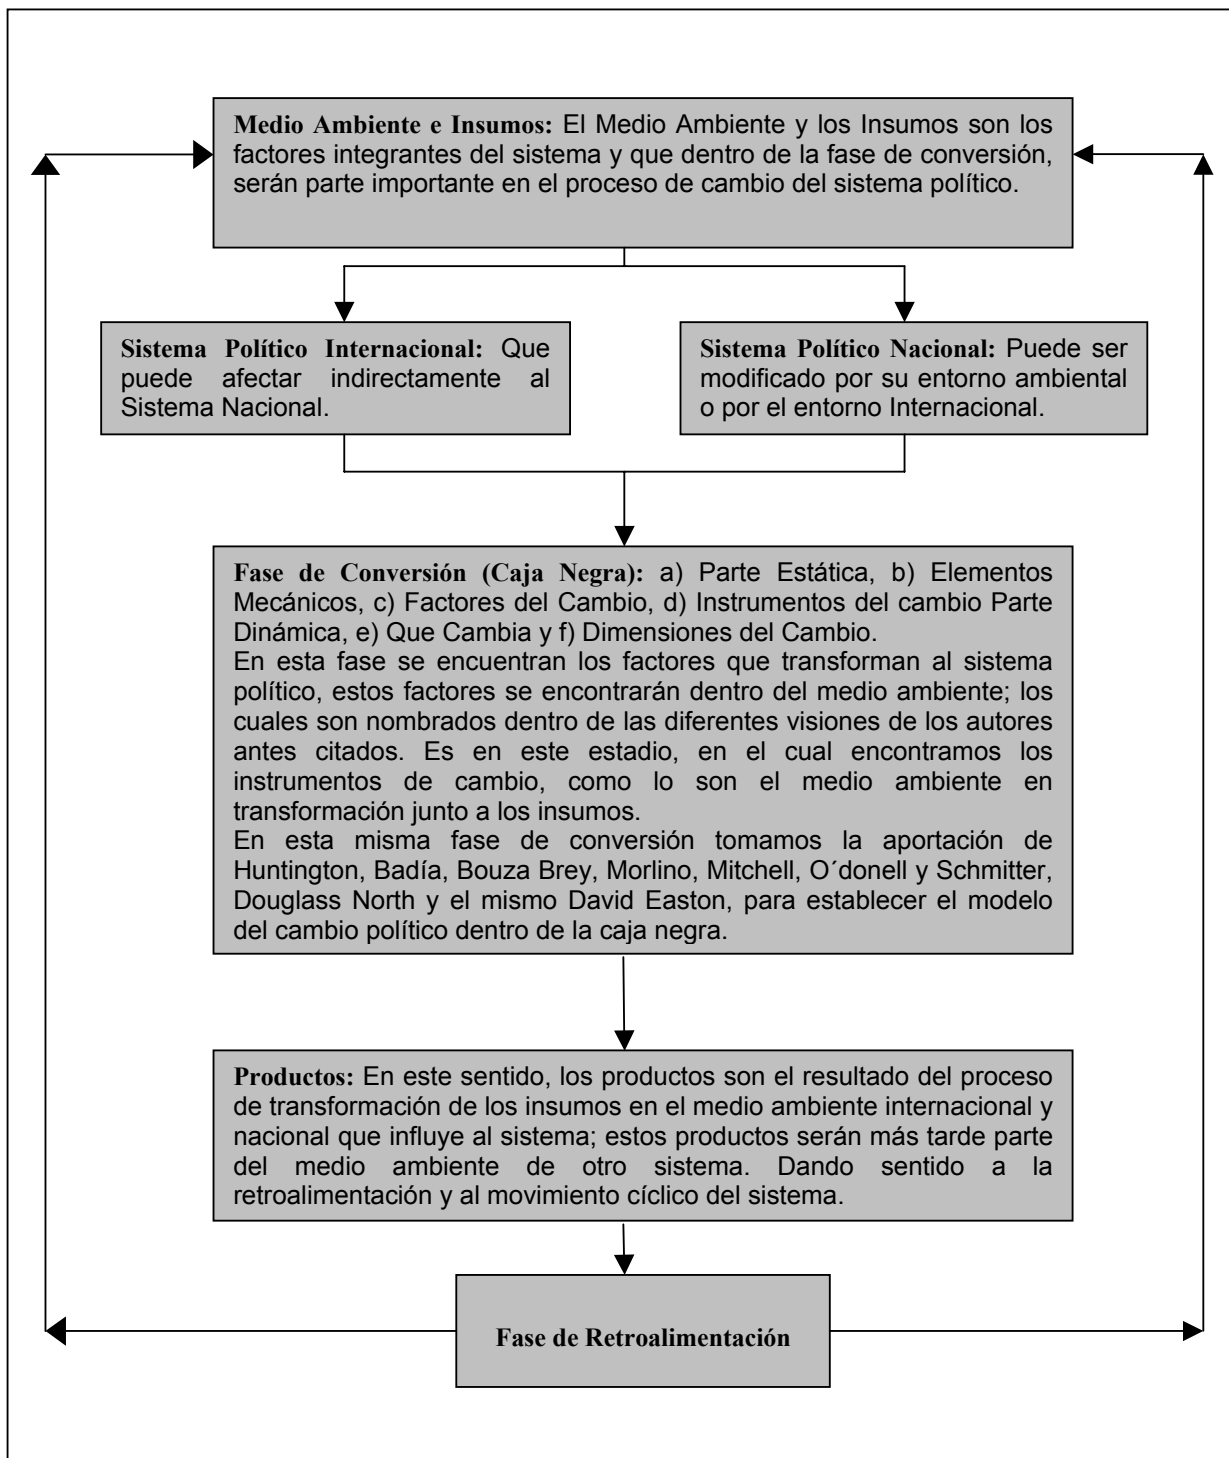 Medio Ambiente e Insumos: El Medio Ambiente y los Insumos son los
factores integrantes del sistema y que dentro de la fase de conversión,
serán parte importante en el proceso de cambio del sistema político.
Sistema Político Internacional: Que
puede afectar indirectamente al
Sistema Nacional.
Sistema Político Nacional: Puede ser
modificado por su entorno ambiental
o por el entorno Internacional.
Fase de Conversión (Caja Negra): a) Parte Estática, b) Elementos
Mecánicos, c) Factores del Cambio, d) Instrumentos del cambio Parte
Dinámica, e) Que Cambia y f) Dimensiones del Cambio.
En esta fase se encuentran los factores que transforman al sistema
político, estos factores se encontrarán dentro del medio ambiente; los
cuales son nombrados dentro de las diferentes visiones de los autores
antes citados. Es en este estadio, en el cual encontramos los
instrumentos de cambio, como lo son el medio ambiente en
transformación junto a los insumos.
En esta misma fase de conversión tomamos la aportación de
Huntington, Badía, Bouza Brey, Morlino, Mitchell, O´donell y Schmitter,
Douglass North y el mismo David Easton, para establecer el modelo
del cambio político dentro de la caja negra.
Productos: En este sentido, los productos son el resultado del proceso
de transformación de los insumos en el medio ambiente internacional y
nacional que influye al sistema; estos productos serán más tarde parte
del medio ambiente de otro sistema. Dando sentido a la
retroalimentación y al movimiento cíclico del sistema.
Fase de Retroalimentación